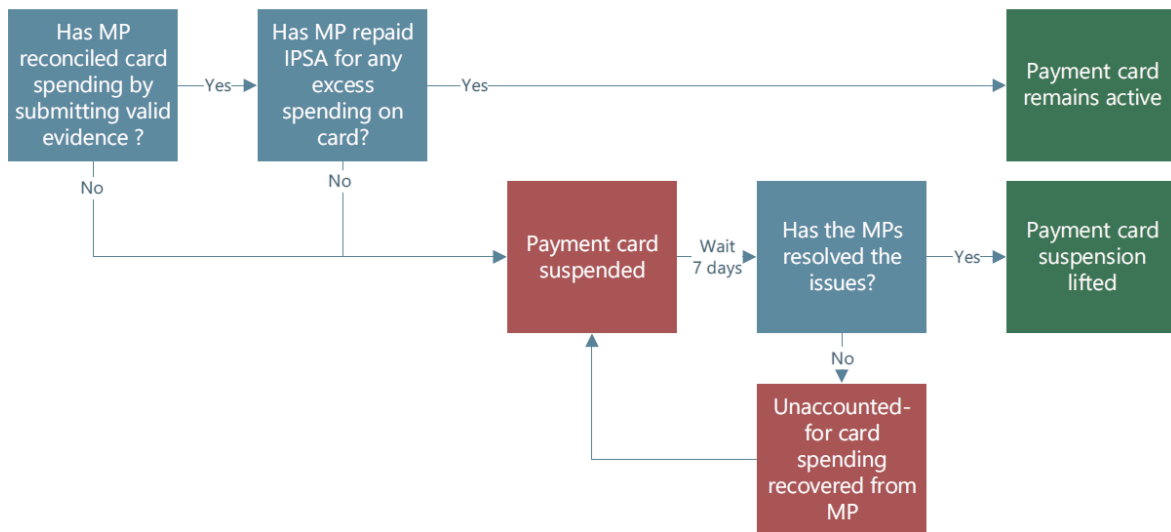 Has MP
reconciled card
spending by
submitting valid
evidence ?
Yes
Has MP repaid
IPSA for any
excess
spending on
card?
Yes
Payment card
remains active
No
No
Payment card
suspended
Wait
7 days
Has the MPs
resolved the
issues?
Yes
Payment card
suspension
lifted
No
Unaccounted-
for card
spending
recovered from
MP